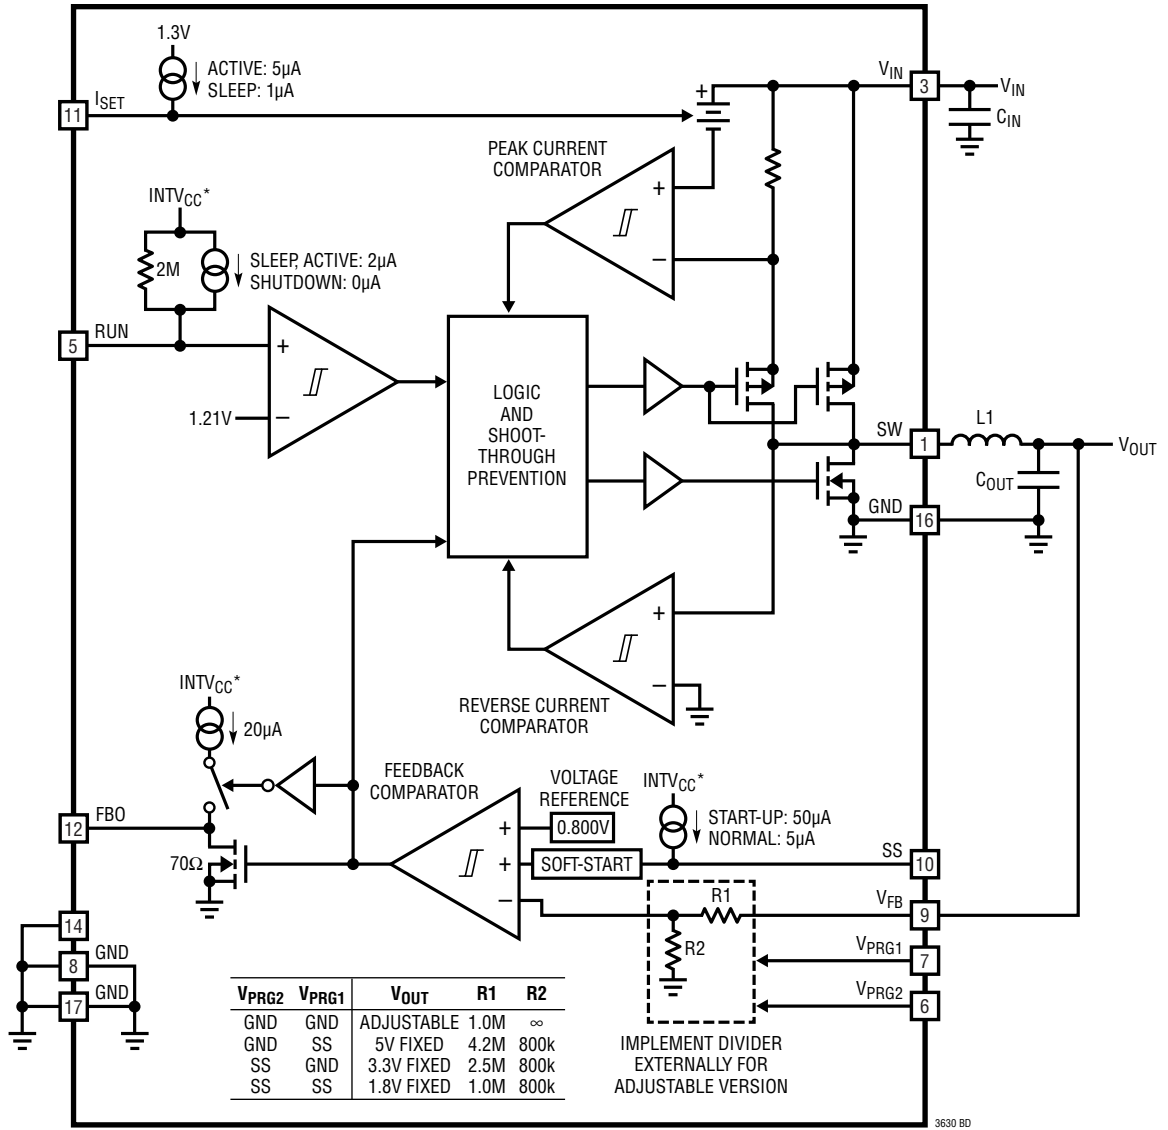 1.3V
ACTIVE: 5µA
SLEEP: 1µA
11
ISET
+
VIN
3
VIN
CIN
PEAK CURRENT
COMPARATOR
+
–
INTVCC*
2M
SLEEP, ACTIVE: 2µA
SHUTDOWN: 0µA
5
RUN
+
1.21V
–
LOGIC
AND
SHOOT-
THROUGH
PREVENTION
SW
1
L1
VOUT
COUT
GND
16
+
–
REVERSE CURRENT
COMPARATOR
INTVCC*
20µA
FEEDBACK
COMPARATOR
VOLTAGE
REFERENCE
0.800V
INTVCC*
START-UP: 50µA
NORMAL: 5µA
12
FBO
70Ω
+
+
–
SOFT-START
SS
10
R1
R2
VFB
9
VPRG1
7
VPRG2
6
14
8
GND
17
GND
IMPLEMENT DIVIDER
EXTERNALLY FOR
ADJUSTABLE VERSION
VPRG2 VPRG1 VOUT R1 R2
GND GND ADJUSTABLE 1.0M ∞
GND SS 5V FIXED 4.2M 800k
SS GND 3.3V FIXED 2.5M 800k
SS SS 1.8V FIXED 1.0M 800k
3630 BD